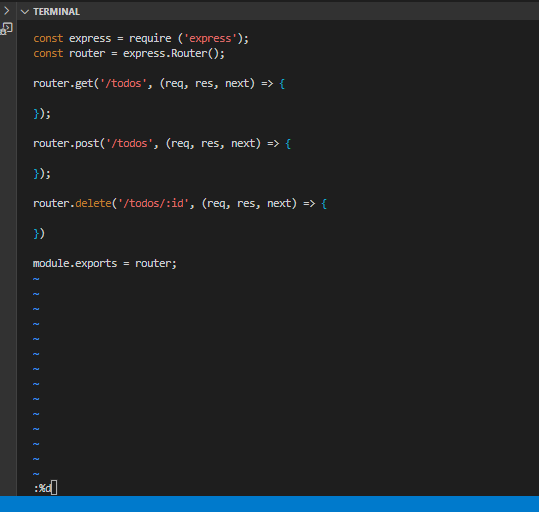 TERMINAL
const express = require ('express');
const router = express.Router();
router.get('/todos', (req, res, next) => {
});
router.post('/todos', (req, res, next) => {
});
router.delete('/todos/:id', (req, res, next) => {
})
module.exports = router;
~
~
~
~
~
~
~
~
~
~
~
~
~
~
:%d